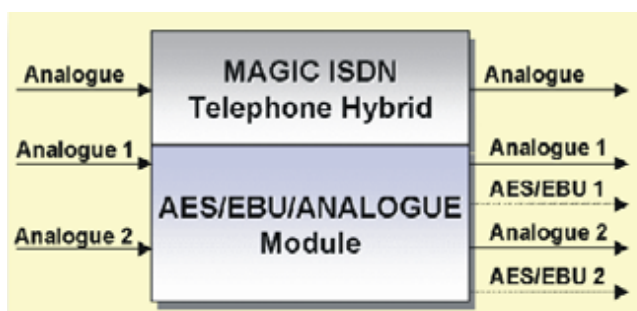 Analogue
MAGIC ISDN
Telephone Hybrid
Analogue
Analogue 1
Analogue 2
AES/EBU/ANALOGUE
Module
Analogue 1
AES/EBU 1
Analogue 2
AES/EBU 2